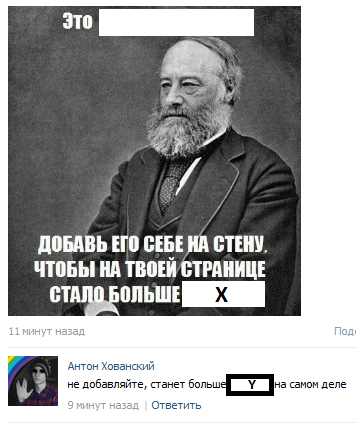 Это
ДОБАВЬ ЕГО СЕБЕ НА СТЕНУ,
ЧТОБЫ НА ТВОЕЙ СТРАНИЦЕ
СТАЛО БОЛЬШЕ X
11 минут назад
Антон Хованский
не добавляйте, станет больше Y на самом деле
9 минут назад | Ответить